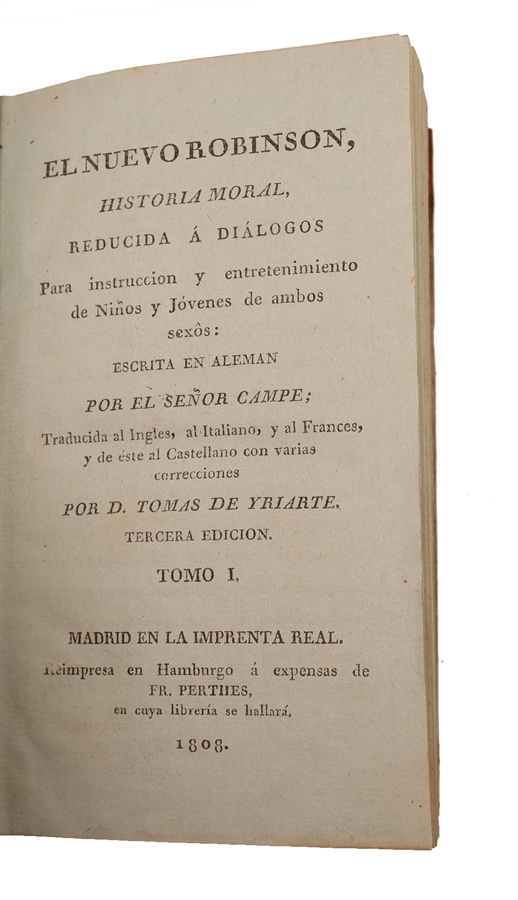 EL NUEVO ROBINSON,
HISTORIA MORAL,
REDUCIDA Á DIÁLOGOS
Para instruccion y entretenimiento
de Niños y Jóvenes de ambos
sexôs:
ESCRITA EN ALEMAN
POR EL SEÑOR CAMPE;
Traducida al Ingles, al Italiano, y al Frances,
y de éste al Castellano con varias
correcciones
POR D. TOMAS DE YRIARTE.
TERCERA EDICION.
TOMO I.
MADRID EN LA IMPRENTA REAL.
Reimpresa en Hamburgo á expensas de
FR. PERTHES,
en cuya librería se hallará,
1808.